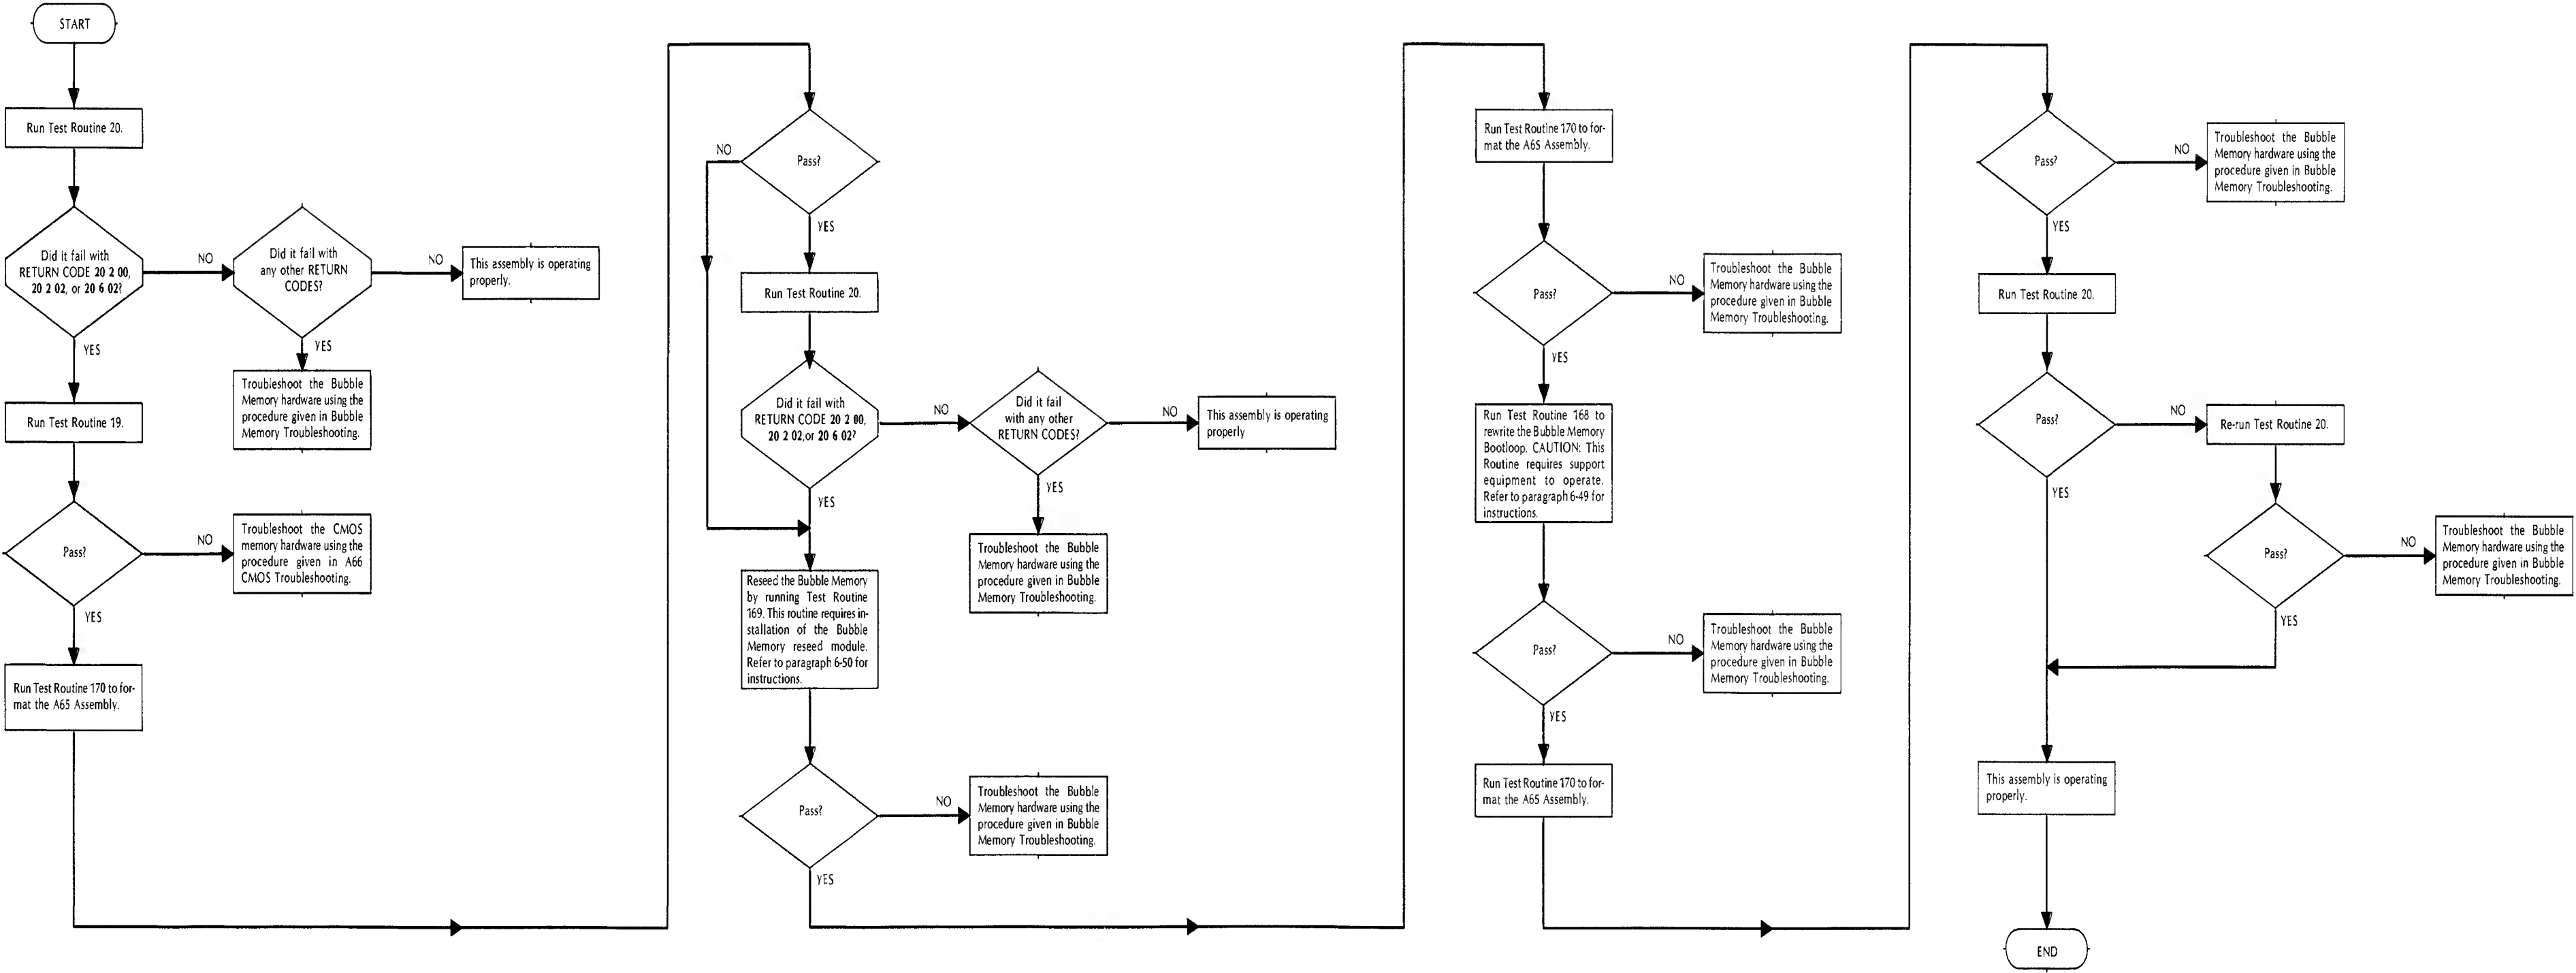 START
Run Test Routine 20.
Did it fail with
RETURN CODE 20 2 00,
20 2 02, or 20 6 02?
NO
Did it fail with
any other RETURN
CODES?
NO
This assembly is operating
properly.
YES
Troubleshoot the Bubble
Memory hardware using the
procedure given in Bubble
Memory Troubleshooting.
YES
Run Test Routine 19.
Pass?
NO
Troubleshoot the CMOS
memory hardware using the
procedure given in A66
CMOS Troubleshooting.
YES
Run Test Routine 170 to for-
mat the A65 Assembly.
Pass?
NO
YES
Run Test Routine 20.
Did it fail with
RETURN CODE 20 2 00,
20 2 02,or 20 6 02?
NO
Did it fail
with any other
RETURN CODES?
NO
This assembly is operating
properly
YES
Troubleshoot the Bubble
Memory hardware using the
procedure given in Bubble
Memory Troubleshooting.
YES
Reseed the Bubble Memory
by running Test Routine
169. This routine requires in-
stallation of the Bubble
Memory reseed module.
Refer to paragraph 6-50 for
instructions.
Pass?
NO
Troubleshoot the Bubble
Memory hardware using the
procedure given in Bubble
Memory Troubleshooting.
YES
Run Test Routine 170 to for-
mat the A65 Assembly.
Pass?
NO
Troubleshoot the Bubble
Memory hardware using the
procedure given in Bubble
Memory Troubleshooting.
YES
Run Test Routine 168 to
rewrite the Bubble Memory
Bootloop. CAUTION: This
Routine requires support
equipment to operate.
Refer to paragraph 6-49 for
instructions.
Pass?
NO
Troubleshoot the Bubble
Memory hardware using the
procedure given in Bubble
Memory Troubleshooting.
YES
Run Test Routine 170 to for-
mat the A65 Assembly.
Pass?
NO
Troubleshoot the Bubble
Memory hardware using the
procedure given in Bubble
Memory Troubleshooting.
YES
Run Test Routine 20.
Pass?
NO
Re-run Test Routine 20.
YES
Pass?
NO
Troubleshoot the Bubble
Memory hardware using the
procedure given in Bubble
Memory Troubleshooting.
YES
This assembly is operating
properly.
END